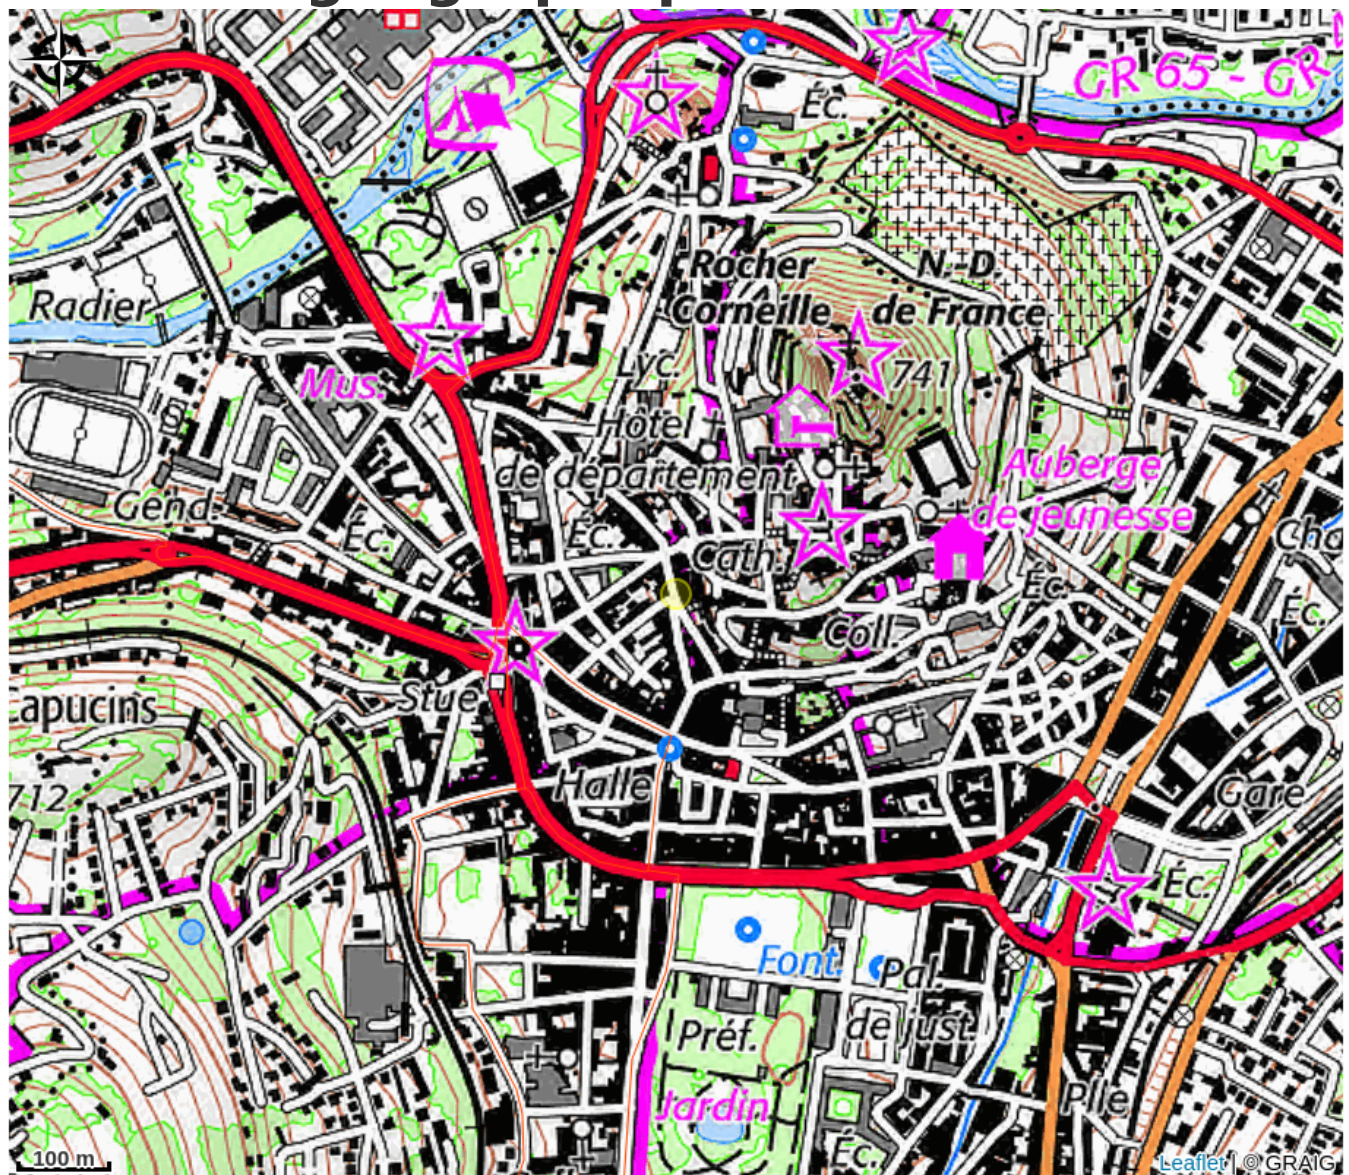 GR 65 - GR
Éc.
Rocher
Corneille
N.-D.
de France
Radier
Mus.
Lyc.
741
Hôtel
de département
Auberge
de jeunesse
Gend.
Éc.
Éc.
Cath.
Éc.
Éc.
Coll.
Stue
apucins
712
Halle
Gare
Éc.
Font.
Pal.
de just.
Préf.
Jardin
Plle
Éc.
100 m
Leaflet | © GRAIG